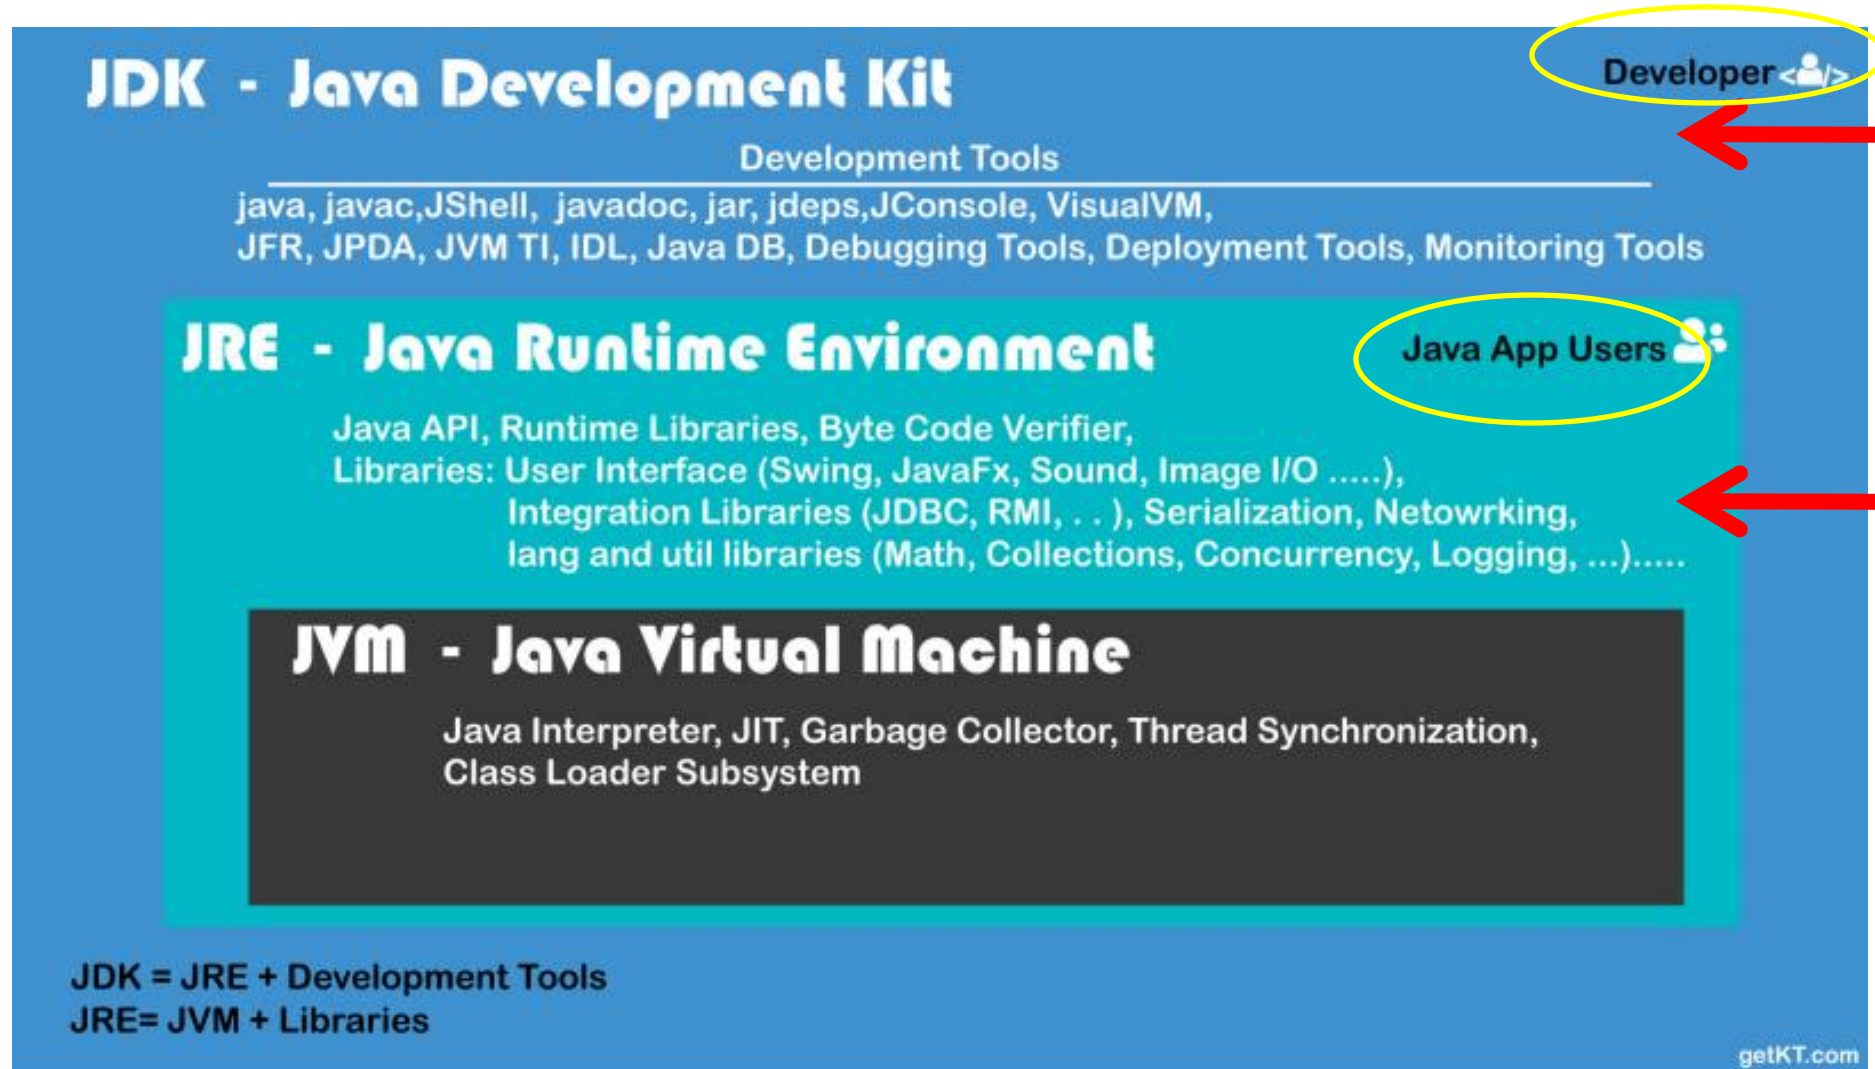 JDK - Java Development Kit
Developer
Development Tools
java, javac,JShell, javadoc, jar, jdeps,JConsole, VisualVM,
JFR, JPDA, JVM TI, IDL, Java DB, Debugging Tools, Deployment Tools, Monitoring Tools
JRE - Java Runtime Environment
Java App Users
Java API, Runtime Libraries, Byte Code Verifier,
Libraries: User Interface (Swing, JavaFx, Sound, Image I/O .....),
Integration Libraries (JDBC, RMI, . . ), Serialization, Netowrking,
lang and util libraries (Math, Collections, Concurrency, Logging, ...).....
JVM - Java Virtual Machine
Java Interpreter, JIT, Garbage Collector, Thread Synchronization,
Class Loader Subsystem
JDK = JRE + Development Tools
JRE= JVM + Libraries
getKT.com